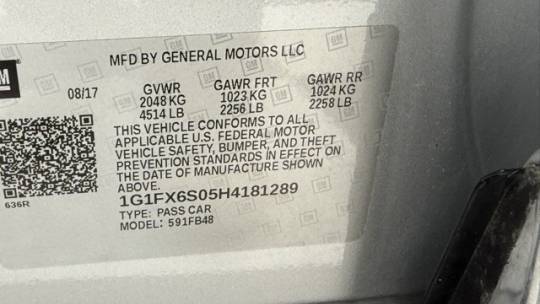 GM
MFD BY GENERAL MOTORS LLC
08/17 GVWR GAWR FRT GAWR RR
2048 KG 1023 KG 1024 KG
4514 LB 2256 LB 2258 LB
THIS VEHICLE CONFORMS TO ALL
APPLICABLE U.S. FEDERAL MOTOR
VEHICLE SAFETY, BUMPER, AND THEFT
PREVENTION STANDARDS IN EFFECT ON
THE DATE OF MANUFACTURE SHOWN
ABOVE.
636R
1G1FX6S05H4181289
TYPE: PASS CAR
MODEL: 591FB48